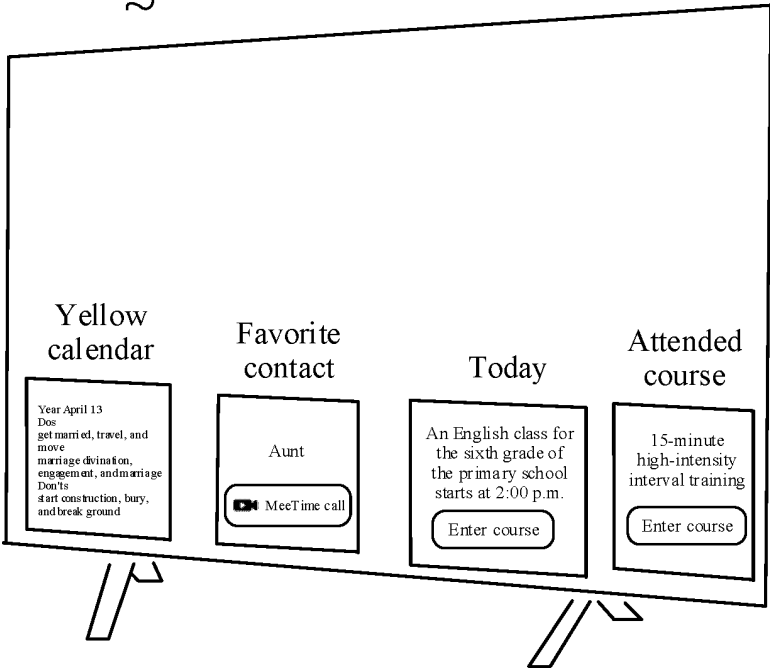 Yellow
calendar
Year April 13
Dos
get married, travel, and
move
marriage divination,
engagement, and marriage
Don'ts
start construction, bury,
and break ground
Favorite
contact
Aunt
MeeTime call
Today
An English class for
the sixth grade of
the primary school
starts at 2:00 p.m.
Enter course
Attended
course
15-minute
high-intensity
interval training
Enter course